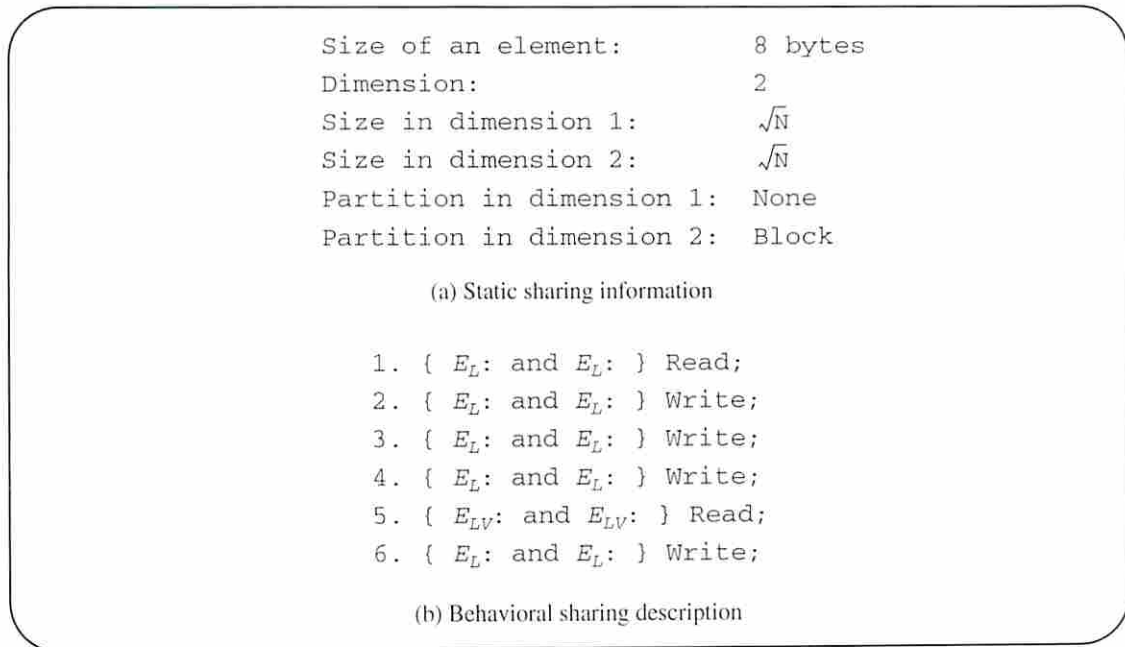 Size of an element: 8 bytes
Dimension: 2
Size in dimension 1: √N
Size in dimension 2: √N
Partition in dimension 1: None
Partition in dimension 2: Block
(a) Static sharing information
1. { E_L: and E_L: } Read;
2. { E_L: and E_L: } Write;
3. { E_L: and E_L: } Write;
4. { E_L: and E_L: } Write;
5. { E_LV: and E_LV: } Read;
6. { E_L: and E_L: } Write;
(b) Behavioral sharing description